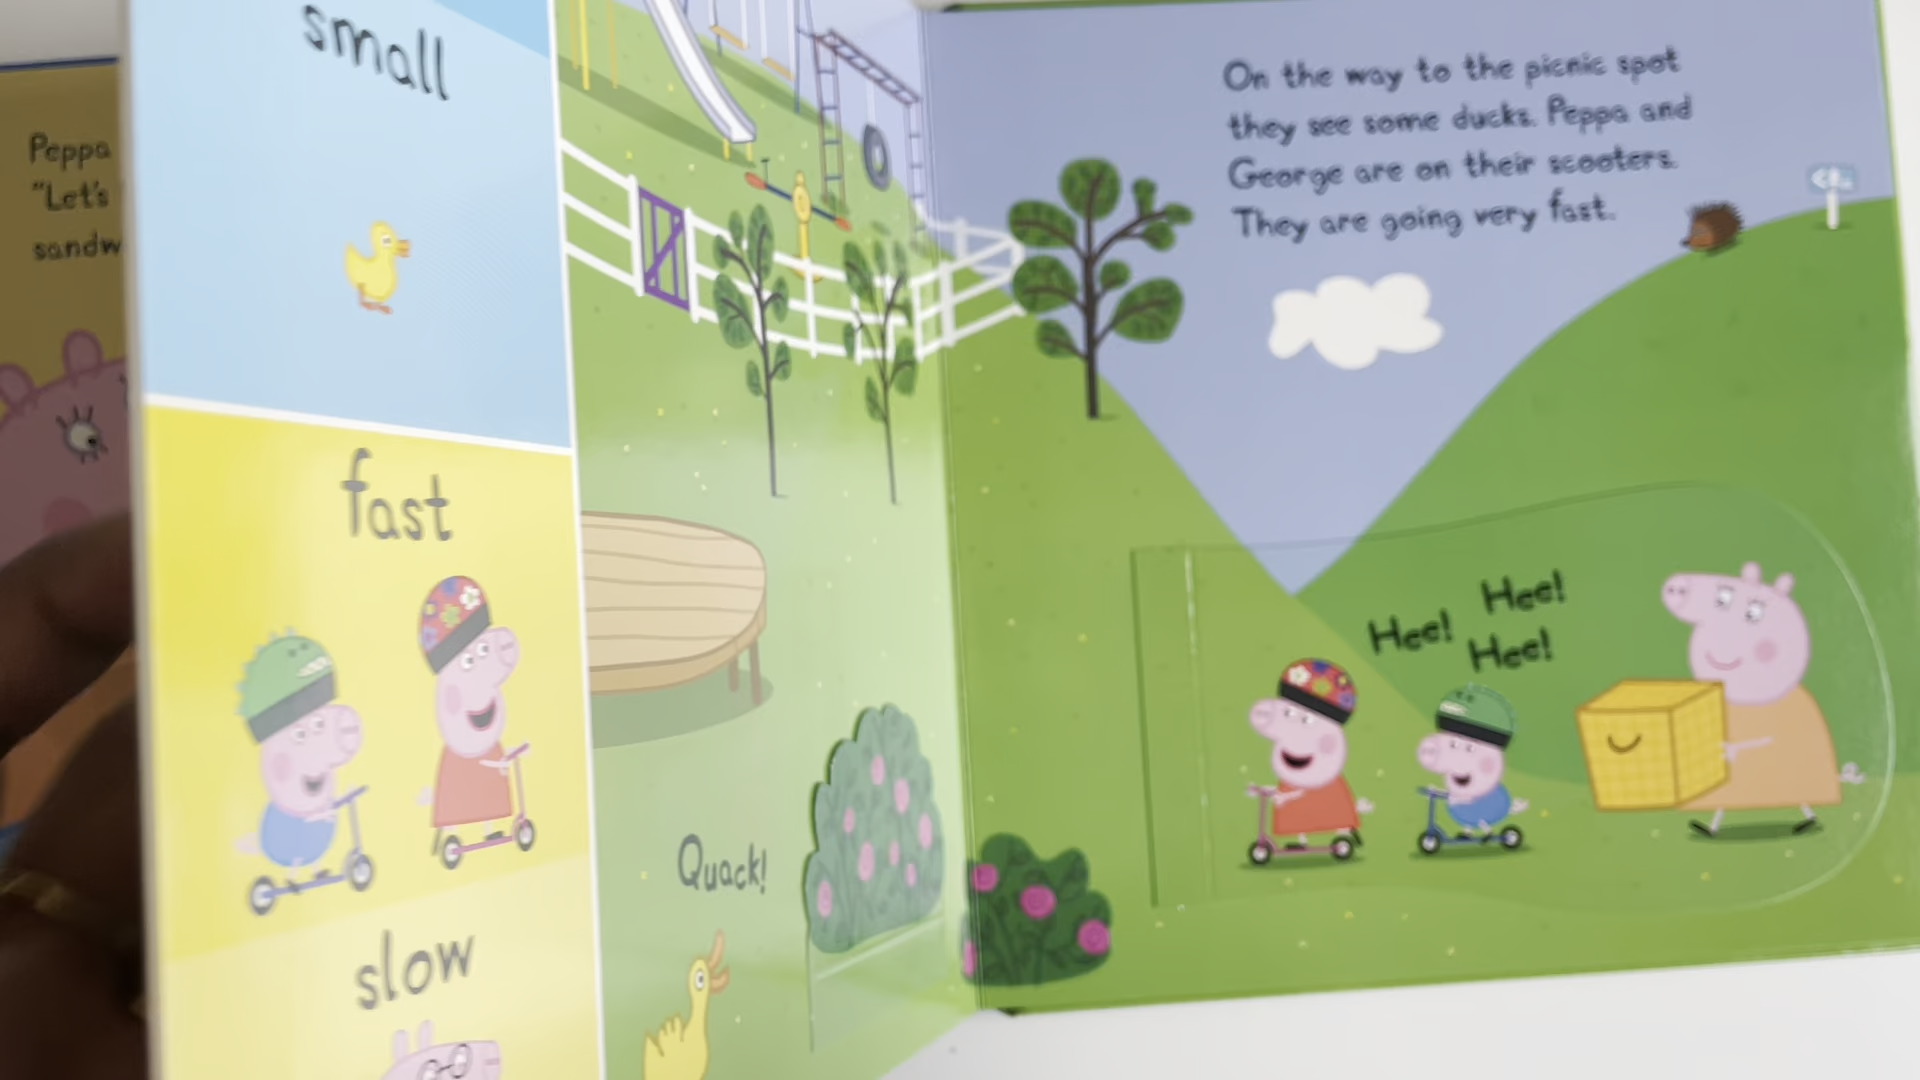 Peppa
"Let's
sandw
small
fast
slow
Quack!
On the way to the picnic spot
they see some ducks. Peppa and
George are on their scooters.
They are going very fast.
Hee!
Hee!
Hee!